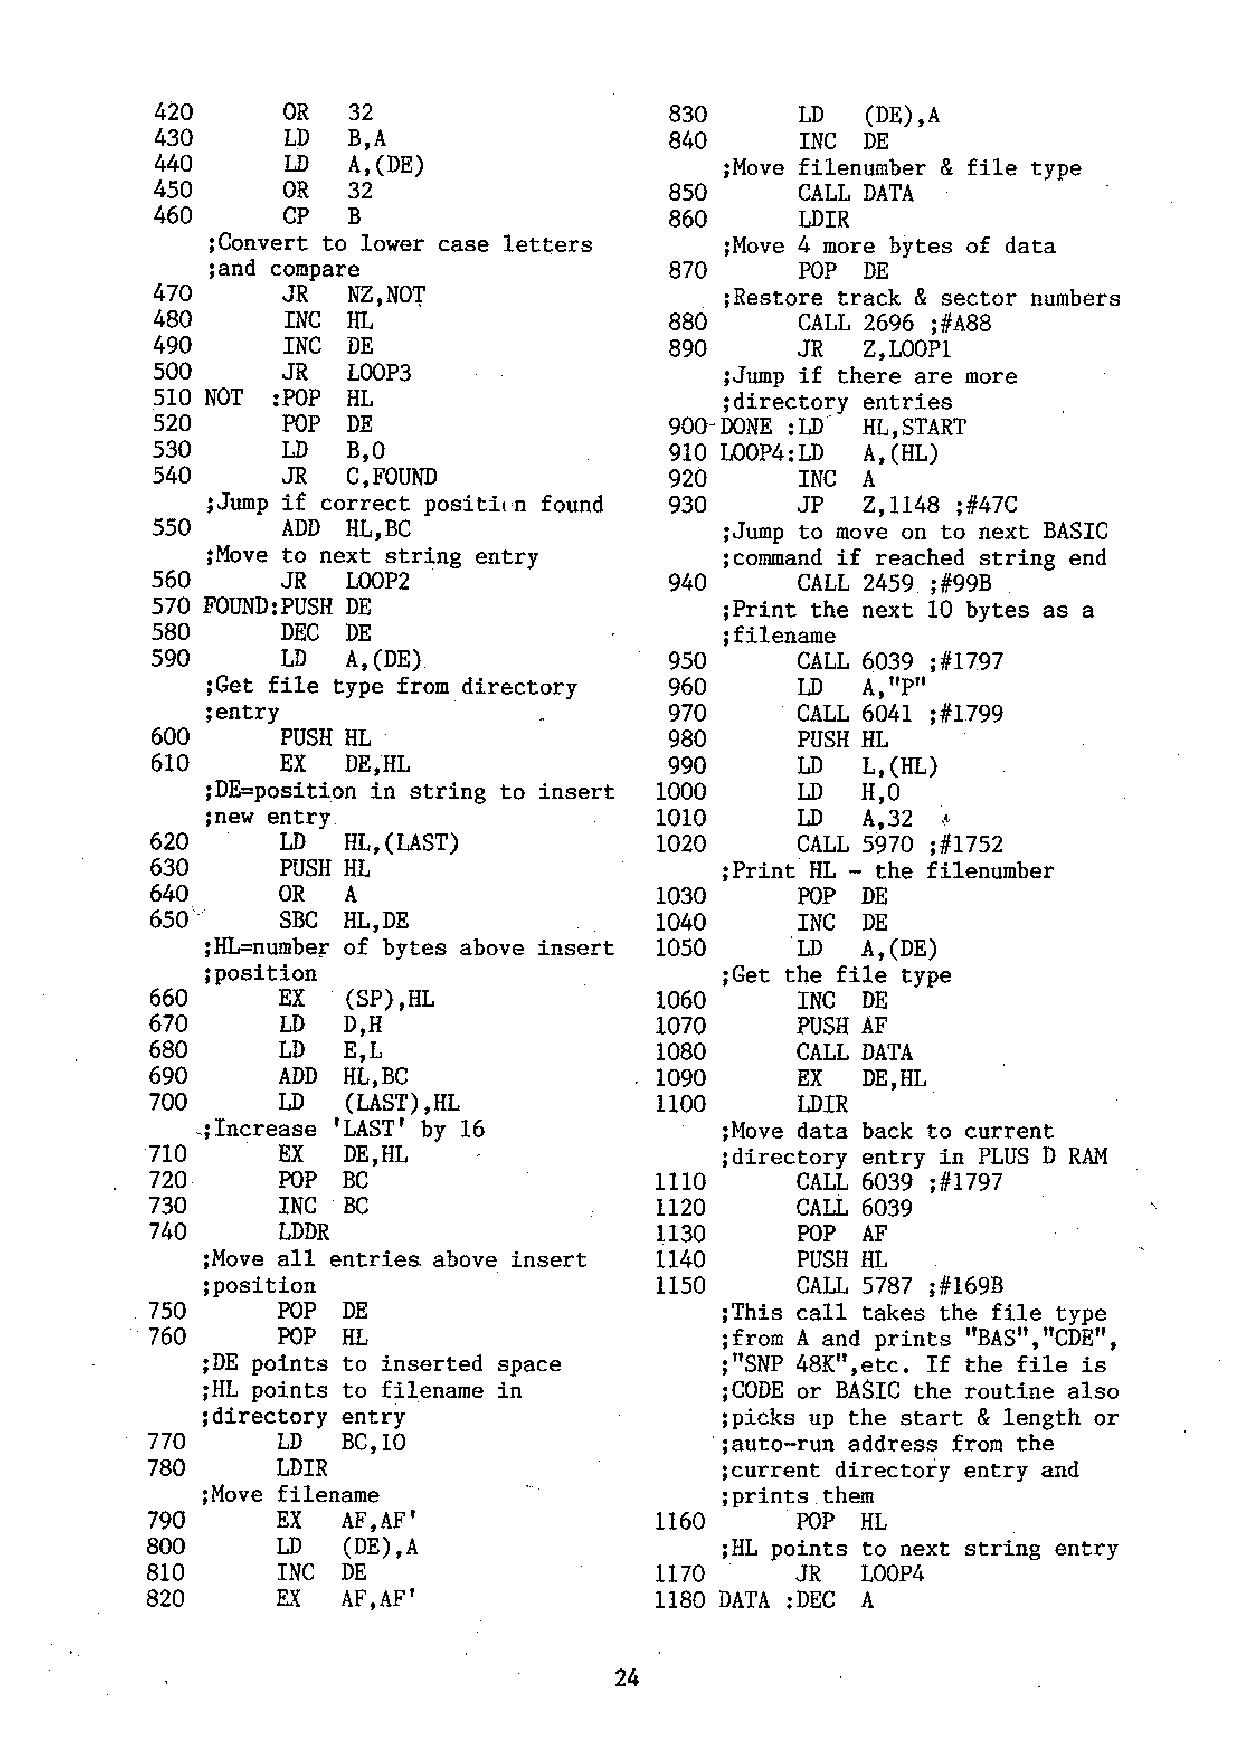 420 OR 32
430 LD B,A
440 LD A,(DE)
450 OR 32
460 CP B
;Convert to lower case letters
;and compare
470 JR NZ,NOT
480 INC HL
490 INC DE
500 JR LOOP3
510 NOT :POP HL
520 POP DE
530 LD B,0
540 JR C,FOUND
;Jump if correct position found
550 ADD HL,BC
;Move to next string entry
560 JR LOOP2
570 FOUND:PUSH DE
580 DEC DE
590 LD A,(DE)
;Get file type from directory
;entry
600 PUSH HL
610 EX DE,HL
;DE=position in string to insert
;new entry
620 LD HL,(LAST)
630 PUSH HL
640 OR A
650 SBC HL,DE
;HL=number of bytes above insert
;position
660 EX (SP),HL
670 LD D,H
680 LD E,L
690 ADD HL,BC
700 LD (LAST),HL
;Increase 'LAST' by 16
710 EX DE,HL
720 POP BC
730 INC BC
740 LDDR
;Move all entries above insert
;position
750 POP DE
760 POP HL
;DE points to inserted space
;HL points to filename in
;directory entry
770 LD BC,10
780 LDIR
;Move filename
790 EX AF,AF'
800 LD (DE),A
810 INC DE
820 EX AF,AF'
830 LD (DE),A
840 INC DE
;Move filenumber & file type
850 CALL DATA
860 LDIR
;Move 4 more bytes of data
870 POP DE
;Restore track & sector numbers
880 CALL 2696 ;#A88
890 JR Z,LOOP1
;Jump if there are more
;directory entries
900 DONE :LD HL,START
910 LOOP4:LD A,(HL)
920 INC A
930 JP Z,1148 ;#47C
;Jump to move on to next BASIC
;command if reached string end
940 CALL 2459 ;#99B
;Print the next 10 bytes as a
;filename
950 CALL 6039 ;#1797
960 LD A,"P"
970 CALL 6041 ;#1799
980 PUSH HL
990 LD L,(HL)
1000 LD H,0
1010 LD A,32
1020 CALL 5970 ;#1752
;Print HL - the filenumber
1030 POP DE
1040 INC DE
1050 LD A,(DE)
;Get the file type
1060 INC DE
1070 PUSH AF
1080 CALL DATA
1090 EX DE,HL
1100 LDIR
;Move data back to current
;directory entry in PLUS D RAM
1110 CALL 6039 ;#1797
1120 CALL 6039
1130 POP AF
1140 PUSH HL
1150 CALL 5787 ;#169B
;This call takes the file type
;from A and prints "BAS","CDE",
;"SNP 48K",etc. If the file is
;CODE or BASIC the routine also
;picks up the start & length or
;auto-run address from the
;current directory entry and
;prints them
1160 POP HL
;HL points to next string entry
1170 JR LOOP4
1180 DATA :DEC A
24